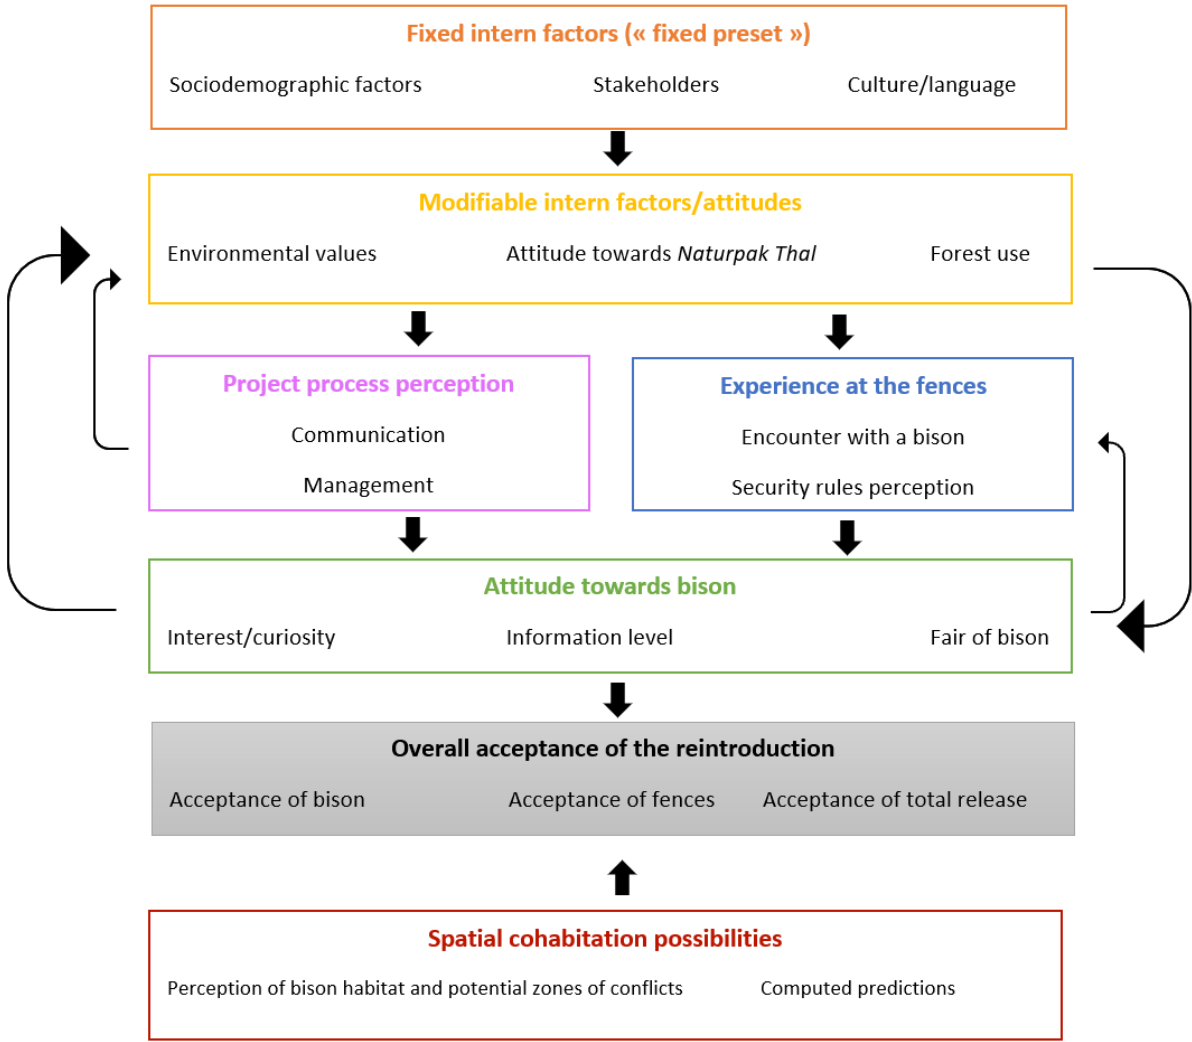 Fixed intern factors (« fixed preset »)
Sociodemographic factors Stakeholders Culture/language
Modifiable intern factors/attitudes
Environmental values Attitude towards Naturpak Thal Forest use
Project process perception
Communication
Management
Experience at the fences
Encounter with a bison
Security rules perception
Attitude towards bison
Interest/curiosity Information level Fair of bison
Overall acceptance of the reintroduction
Acceptance of bison Acceptance of fences Acceptance of total release
Spatial cohabitation possibilities
Perception of bison habitat and potential zones of conflicts Computed predictions